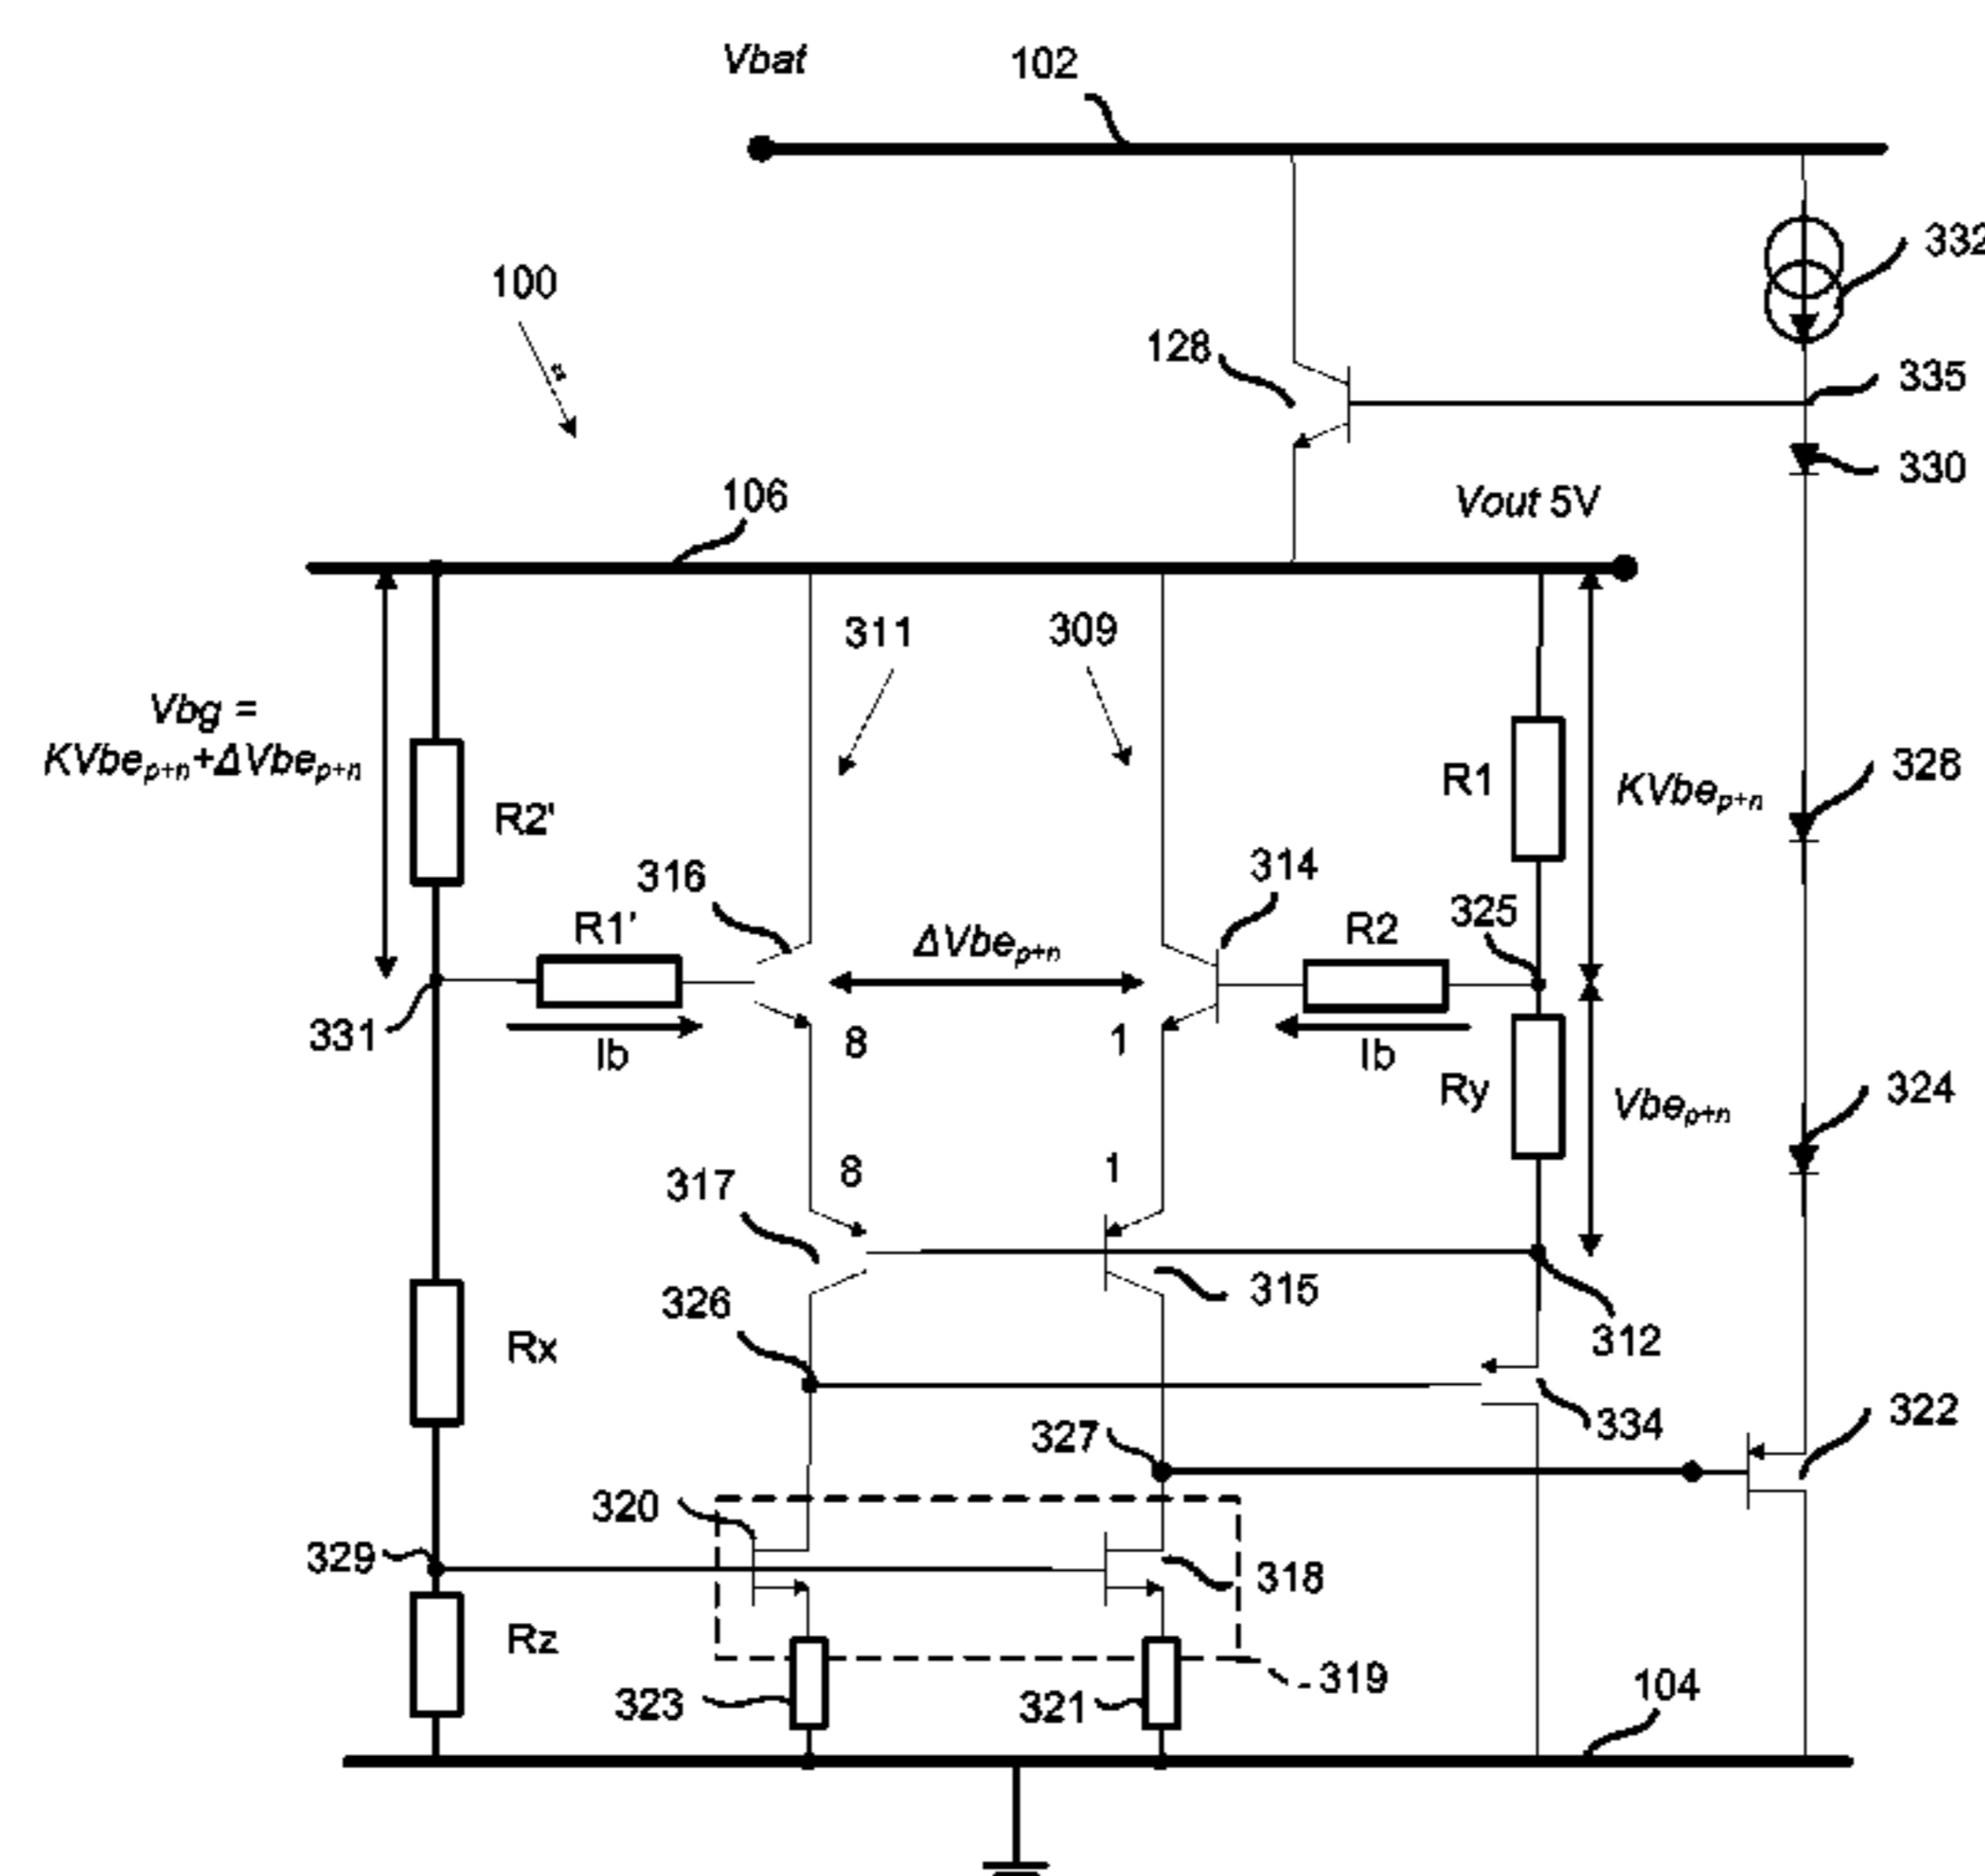 Vbat
102
332
100
128
335
330
106
Vout 5V
311
309
Vbg =
KVbep+n+ΔVbep+n
R2'
R1
KVbep+n
328
316
314
R1'
ΔVbep+n
R2
325
331
Ib
8
1
Ib
Ry
Vbep+n
324
317
8
1
326
315
312
Rx
327
334
322
320
329
318
Rz
323
321
319
104